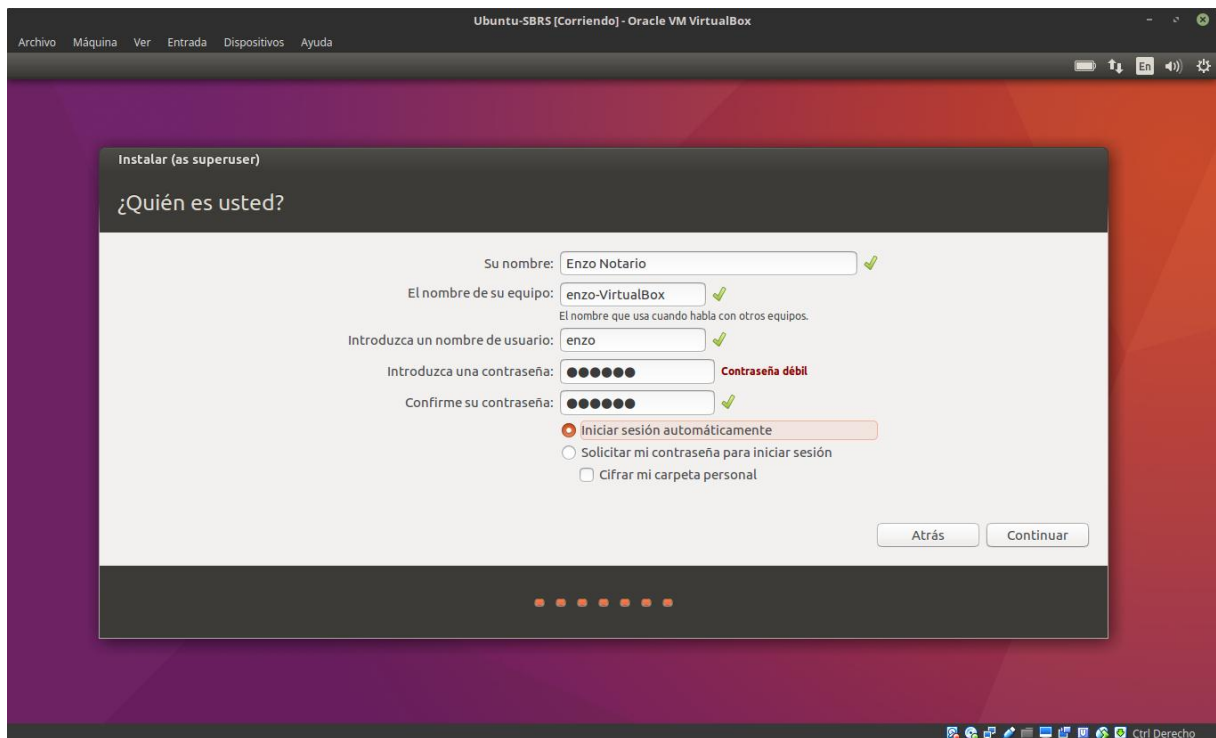 Ubuntu-SBRS [Corriendo] - Oracle VM VirtualBox
Archivo Máquina Ver Entrada Dispositivos Ayuda
En
Instalar (as superuser)
¿Quién es usted?
Su nombre: Enzo Notario
El nombre de su equipo: enzo-VirtualBox
El nombre que usa cuando habla con otros equipos.
Introduzca un nombre de usuario: enzo
Introduzca una contraseña: ●●●●●● Contraseña débil
Confirme su contraseña: ●●●●●●
Iniciar sesión automáticamente
Solicitar mi contraseña para iniciar sesión
Cifrar mi carpeta personal
Atrás Continuar
Ctrl Derecho